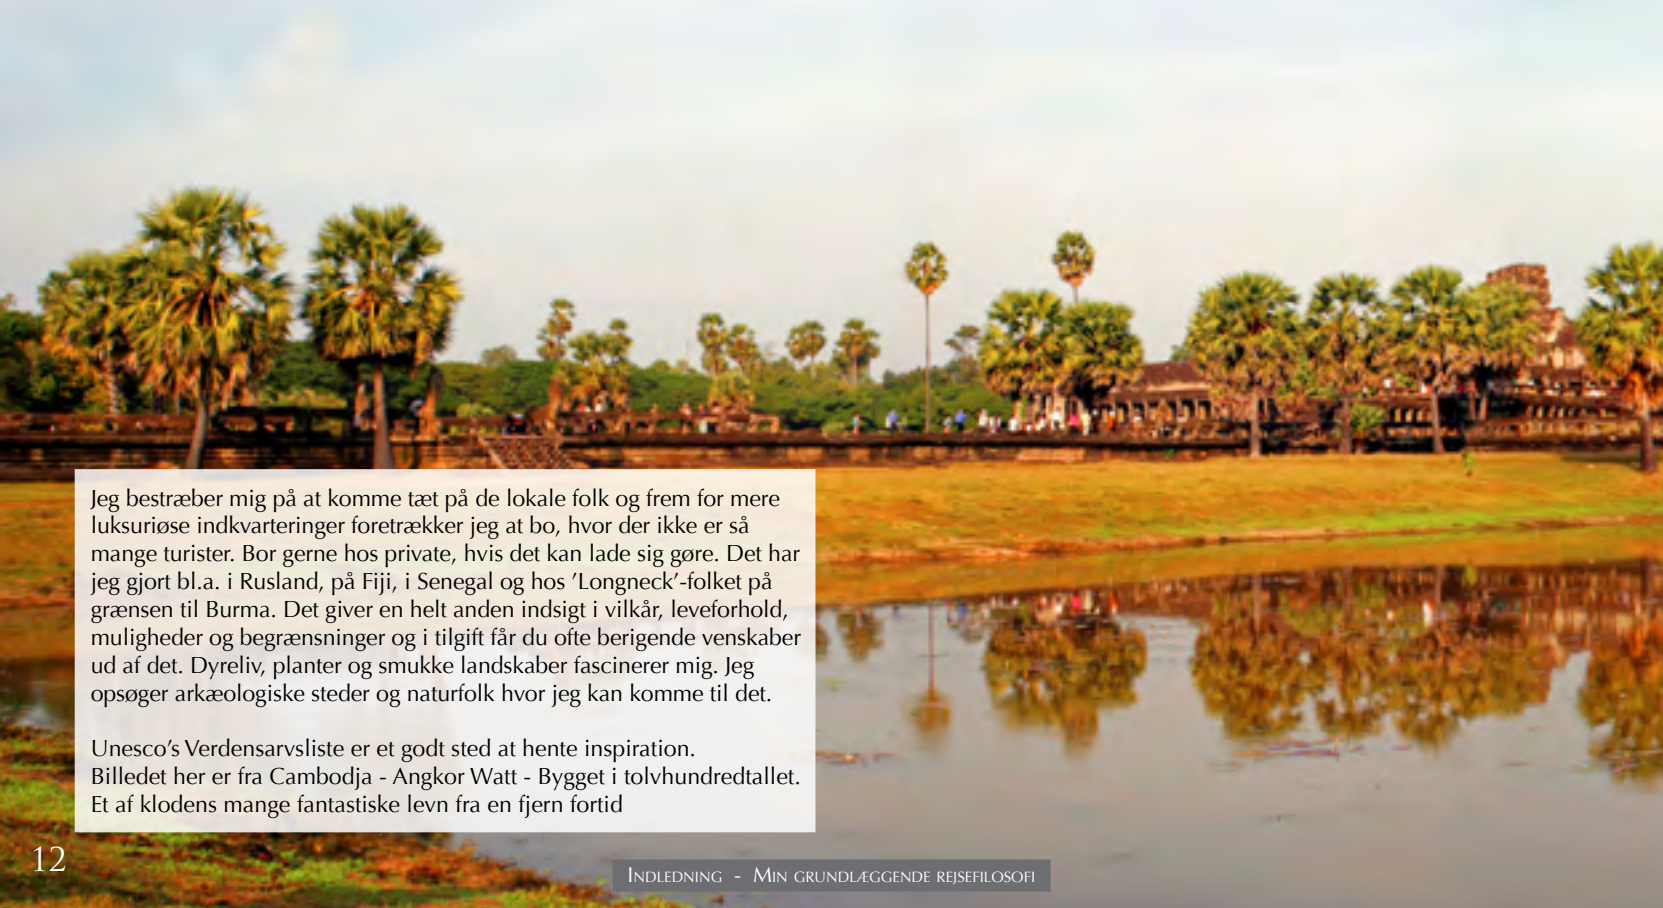 Jeg bestræber mig på at komme tæt på de lokale folk og frem for mere
luksuriøse indkvarteringer foretrækker jeg at bo, hvor der ikke er så
mange turister. Bor gerne hos private, hvis det kan lade sig gøre. Det har
jeg gjort bl.a. i Rusland, på Fiji, i Senegal og hos ’Longneck’-folket på
grænsen til Burma. Det giver en helt anden indsigt i vilkår, leveforhold,
muligheder og begrænsninger og i tilgift får du ofte berigende venskaber
ud af det. Dyreliv, planter og smukke landskaber fascinerer mig. Jeg
opsøger arkæologiske steder og naturfolk hvor jeg kan komme til det.
Unesco’s Verdensarvsliste er et godt sted at hente inspiration.
Billedet her er fra Cambodja - Angkor Watt - Bygget i tolvhundredtallet.
Et af klodens mange fantastiske levn fra en fjern fortid
12
Indledning - Min grundlæggende rejsefilosofi